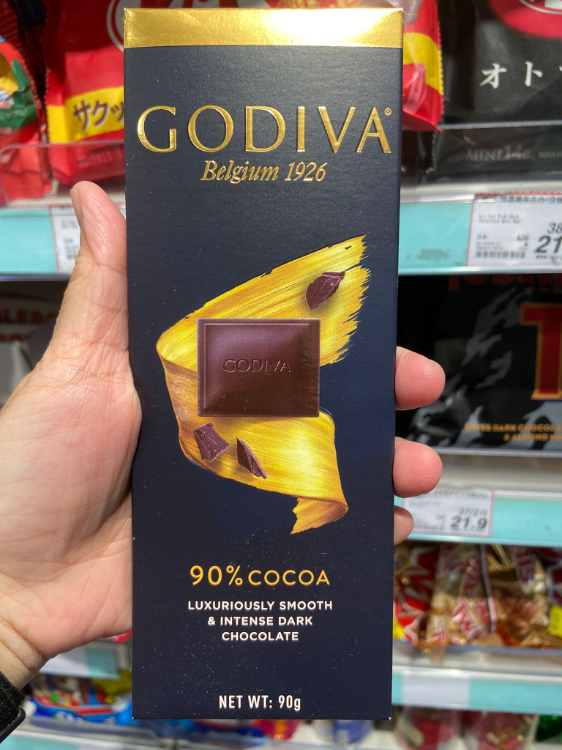 GODIVA®
Belgium 1926
GODIVA
90% COCOA
LUXURIOUSLY SMOOTH
& INTENSE DARK
CHOCOLATE
NET WT: 90g
サクッ
オト
MINI
21.9